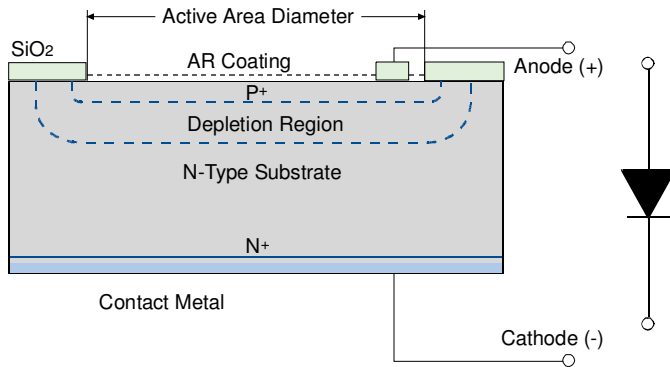 Active Area Diameter
SiO2
AR Coating
Anode (+)
P+
Depletion Region
N-Type Substrate
N+
Contact Metal
Cathode (-)